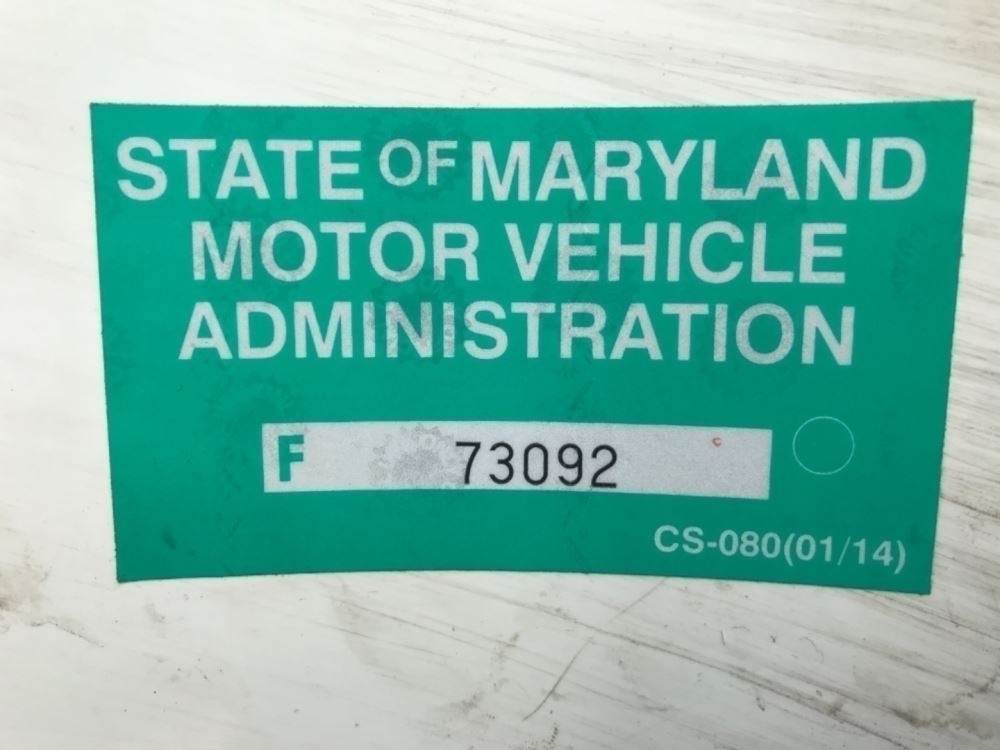 STATE OF MARYLAND
MOTOR VEHICLE
ADMINISTRATION
F 73092
CS-080(01/14)